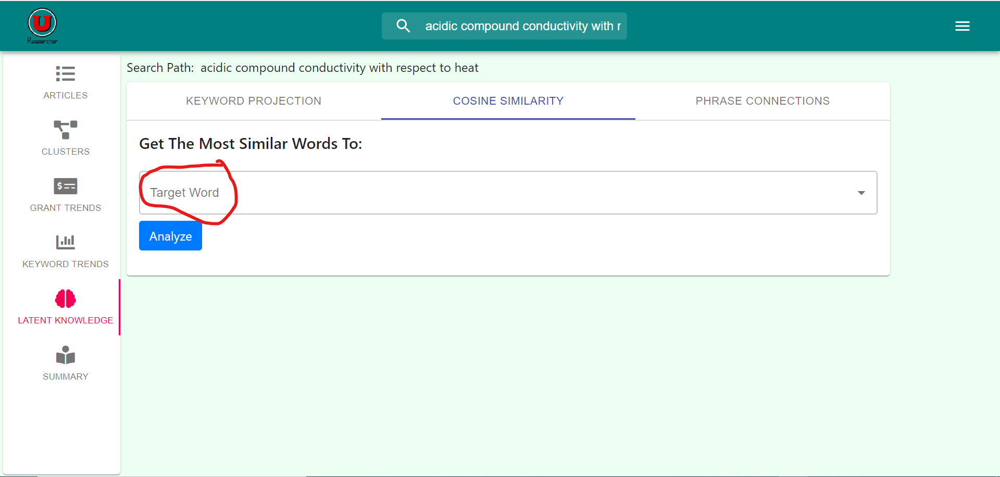 U
Researcher
acidic compound conductivity with r
ARTICLES
CLUSTERS
$
GRANT TRENDS
KEYWORD TRENDS
LATENT KNOWLEDGE
SUMMARY
Search Path: acidic compound conductivity with respect to heat
KEYWORD PROJECTION COSINE SIMILARITY PHRASE CONNECTIONS
Get The Most Similar Words To:
Target Word
Analyze